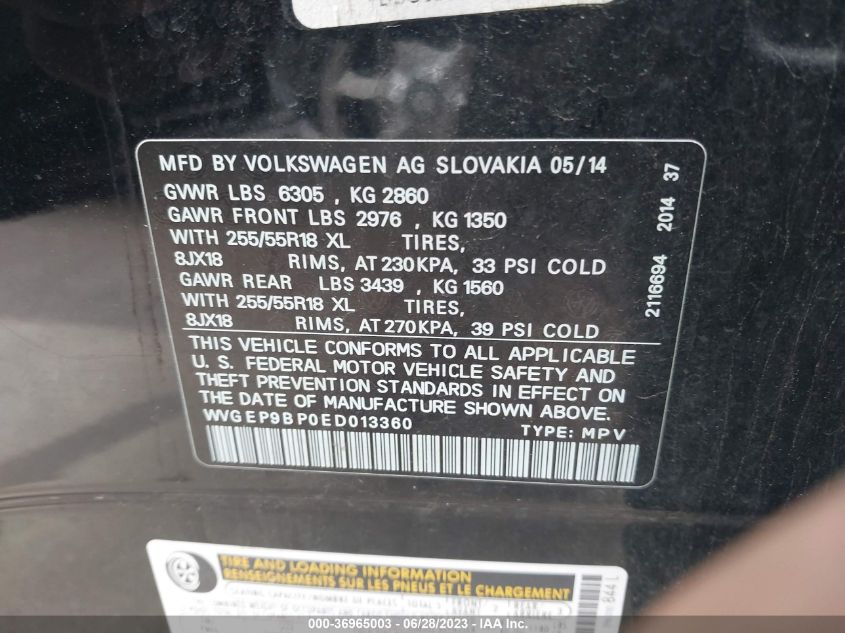 MFD BY VOLKSWAGEN AG SLOVAKIA 05/14
GVWR LBS 6305 , KG 2860
GAWR FRONT LBS 2976 , KG 1350
WITH 255/55R18 XL TIRES,
8JX18 RIMS, AT 230KPA, 33 PSI COLD
GAWR REAR LBS 3439 , KG 1560
WITH 255/55R18 XL TIRES,
8JX18 RIMS, AT 270KPA, 39 PSI COLD
THIS VEHICLE CONFORMS TO ALL APPLICABLE
U. S. FEDERAL MOTOR VEHICLE SAFETY AND
THEFT PREVENTION STANDARDS IN EFFECT ON
THE DATE OF MANUFACTURE SHOWN ABOVE.
WVGEP9BP0ED013360 TYPE: MPV
2116694 2014 37
TIRE AND LOADING INFORMATION
RENSEIGNEMENTS SUR LES PNEUS ET LE CHARGEMENT
844L
© - 36965003 - 06/28/2023 - IAA, Inc.